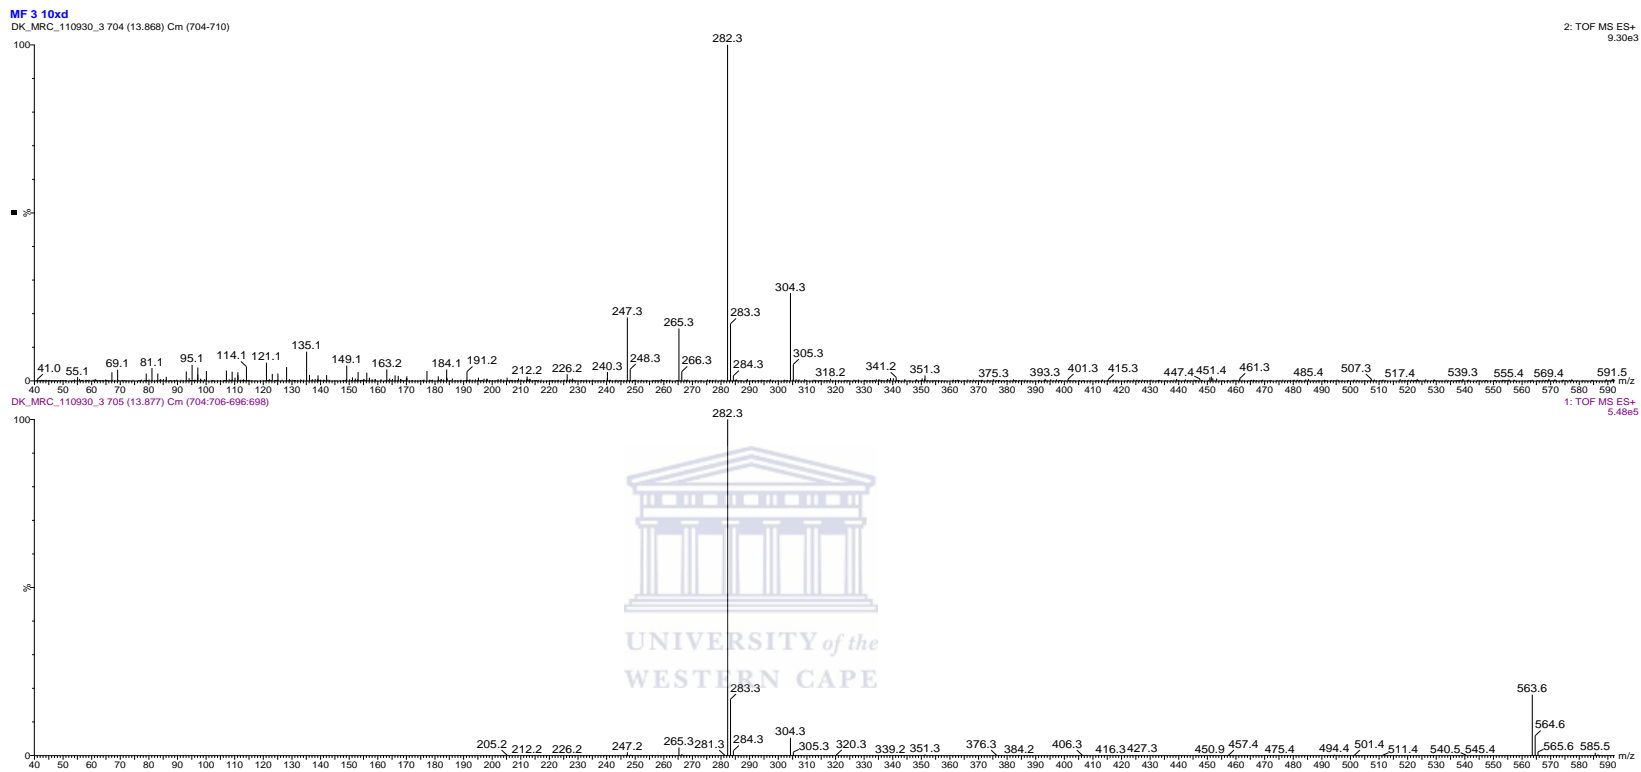 MF 3 10xd
DK_MRC_110930_3 704 (13.868) Cm (704-710)
2: TOF MS ES+
9.30e3
100
%
0
282.3
304.3
247.3
265.3
283.3
305.3
248.3
266.3
284.3
41.0 55.1 69.1 81.1 95.1 114.1 121.1 135.1 149.1 163.2 184.1 191.2 212.2 226.2 240.3
318.2 341.2 351.3 375.3 393.3 401.3 415.3 447.4 451.4 461.3 485.4 507.3 517.4 539.3 555.4 569.4 591.5
40 50 60 70 80 90 100 110 120 130 140 150 160 170 180 190 200 210 220 230 240 250 260 270 280 290 300 310 320 330 340 350 360 370 380 390 400 410 420 430 440 450 460 470 480 490 500 510 520 530 540 550 560 570 580 590 m/z
DK_MRC_110930_3 705 (13.877) Cm (704:706-696:698)
1: TOF MS ES+
5.48e5
100
%
0
282.3
UNIVERSITY of the
WESTERN CAPE
283.3
563.6
564.6
205.2 212.2 226.2 247.2 265.3 281.3 284.3 304.3 305.3 320.3 339.2 351.3 376.3 384.2 406.3 416.3 427.3 450.9 457.4 475.4 494.4 501.4 511.4 540.5 545.4 565.6 585.5
40 50 60 70 80 90 100 110 120 130 140 150 160 170 180 190 200 210 220 230 240 250 260 270 280 290 300 310 320 330 340 350 360 370 380 390 400 410 420 430 440 450 460 470 480 490 500 510 520 530 540 550 560 570 580 590 m/z